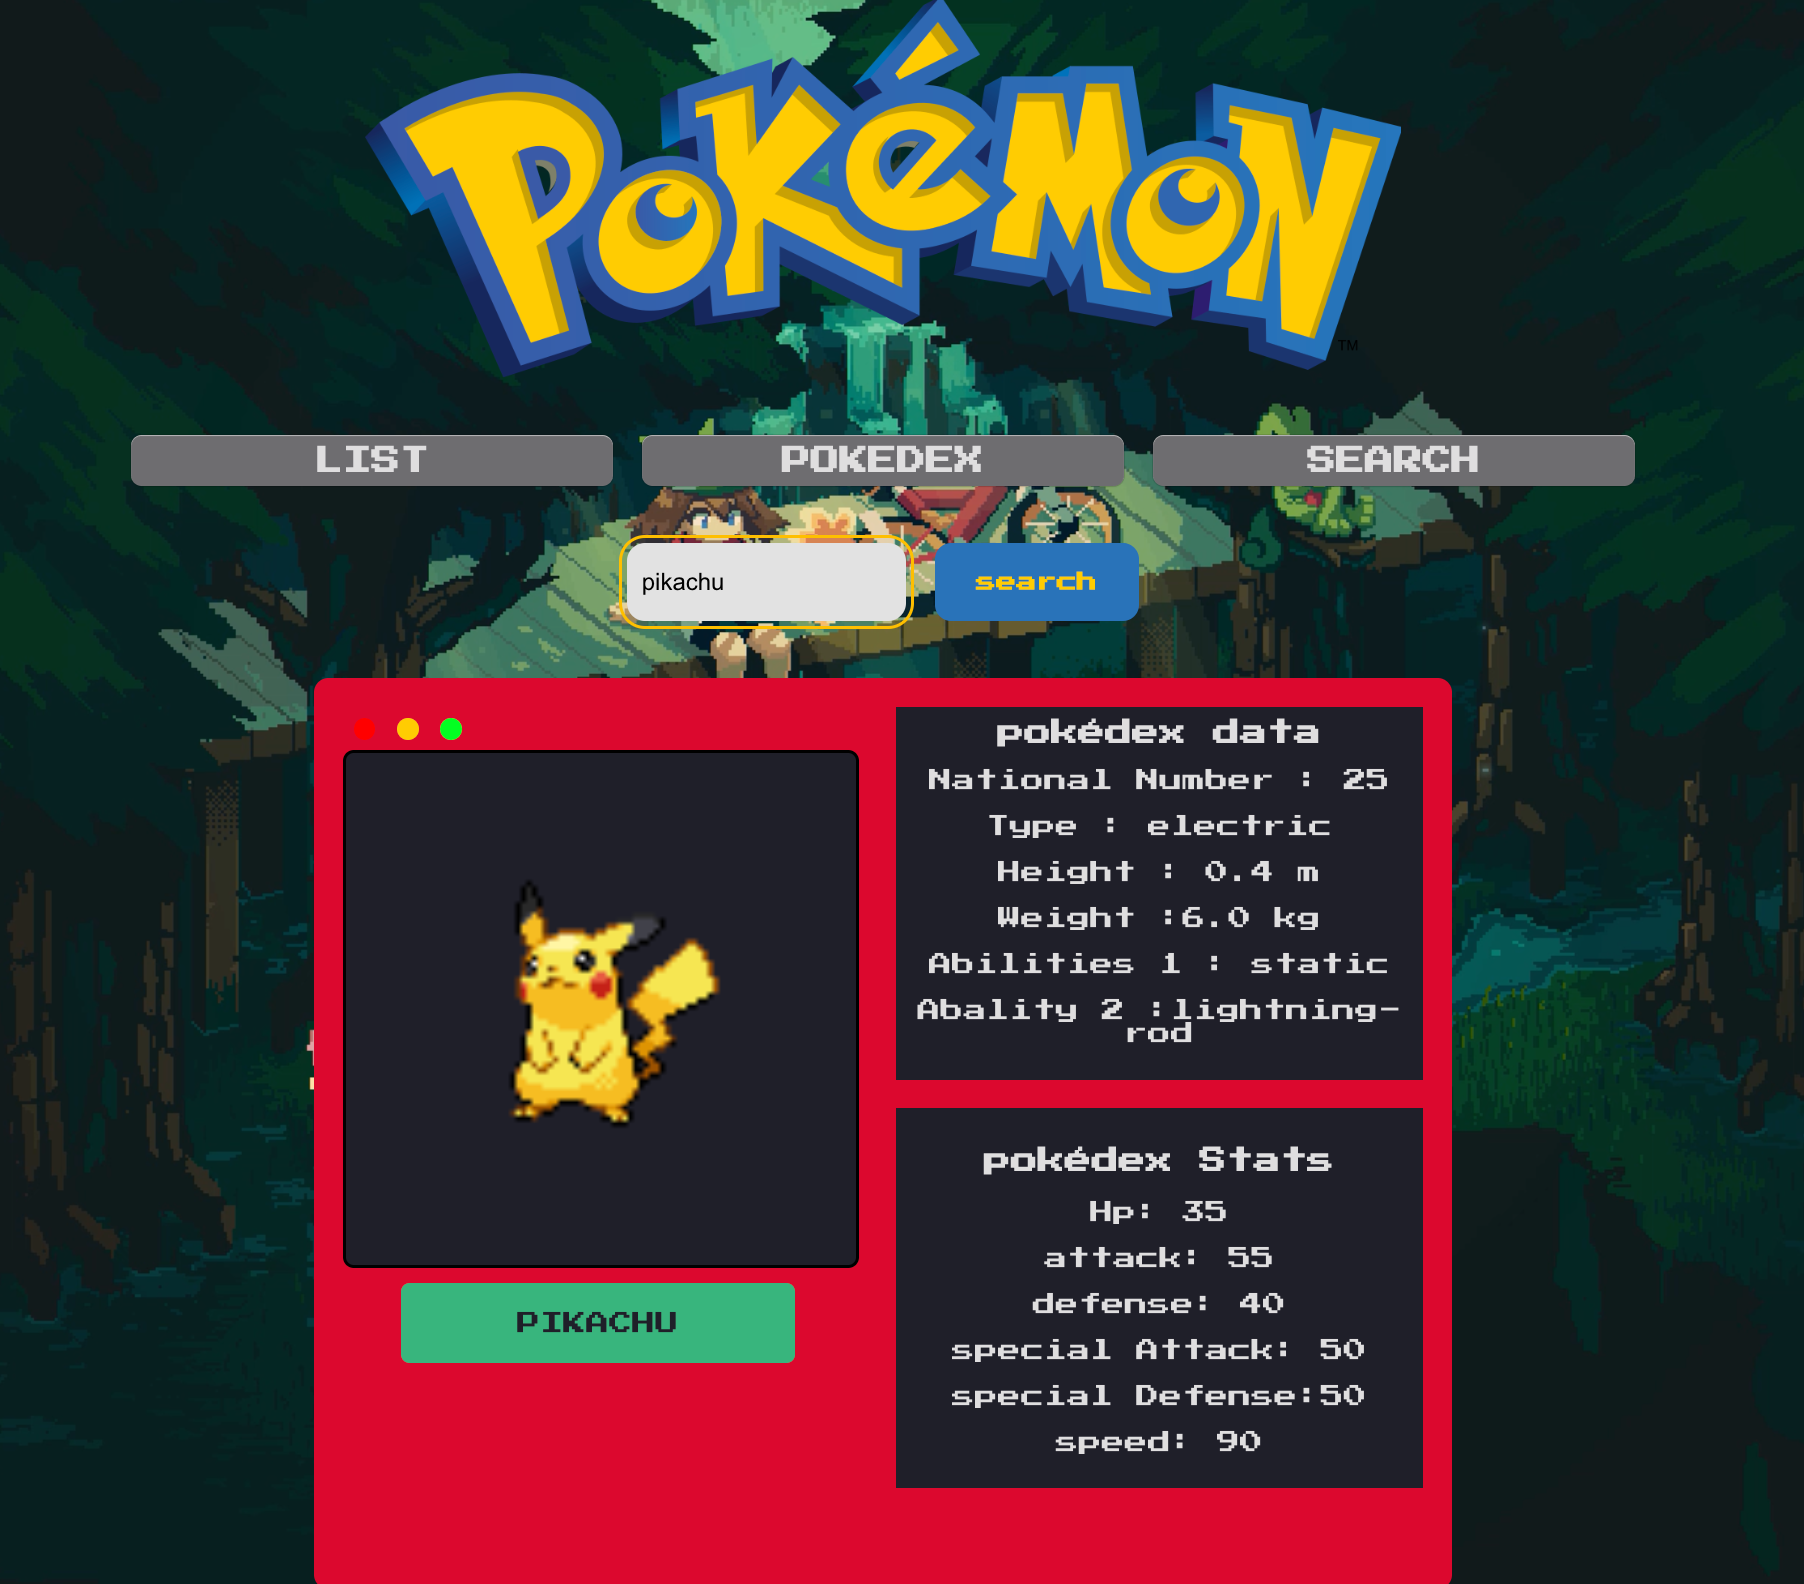 POKéMON
TM
LIST
POKEDEX
SEARCH
pikachu
search
pokédex data
National Number : 25
Type : electric
Height : 0.4 m
Weight :6.0 kg
Abilities 1 : static
Abality 2 :lightning-
rod
PIKACHU
pokédex Stats
Hp: 35
attack: 55
defense: 40
special Attack: 50
special Defense:50
speed: 90